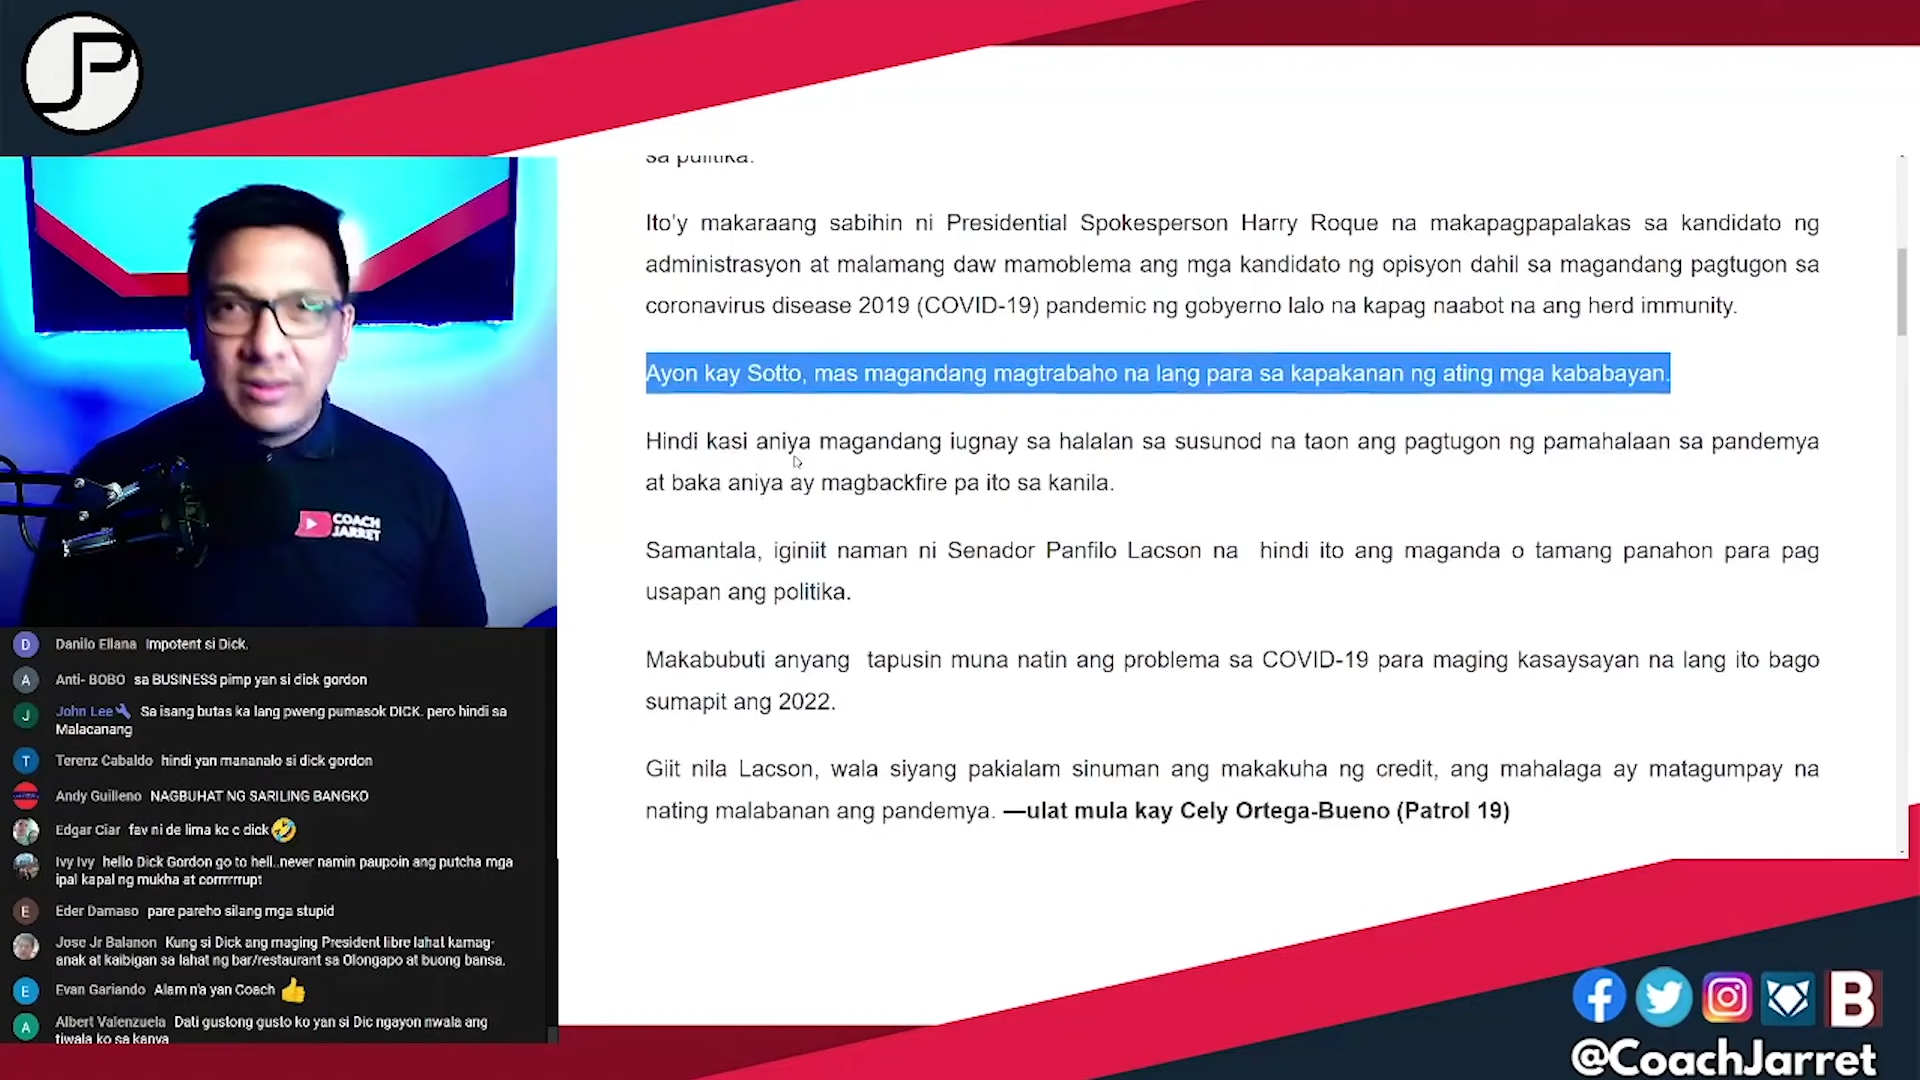 JP
sa pulitika.
Ito'y makaraang sabihin ni Presidential Spokesperson Harry Roque na makapagpapalakas sa kandidato ng
administrasyon at malamang daw mamoblema ang mga kandidato ng opisyon dahil sa magandang pagtugon sa
coronavirus disease 2019 (COVID-19) pandemic ng gobyerno lalo na kapag naabot na ang herd immunity.
Ayon kay Sotto, mas magandang magtrabaho na lang para sa kapakanan ng ating mga kababayan.
Hindi kasi aniya magandang iugnay sa halalan sa susunod na taon ang pagtugon ng pamahalaan sa pandemya
at baka aniya ay magbackfire pa ito sa kanila.
Samantala, iginiit naman ni Senador Panfilo Lacson na hindi ito ang maganda o tamang panahon para pag
usapan ang politika.
Makabubuti anyang tapusin muna natin ang problema sa COVID-19 para maging kasaysayan na lang ito bago
sumapit ang 2022.
Giit nila Lacson, wala siyang pakialam sinuman ang makakuha ng credit, ang mahalaga ay matagumpay na
nating malabanan ang pandemya. —ulat mula kay Cely Ortega-Bueno (Patrol 19)
COACH
JARRET
D Danilo Ellana Impotent si Dick.
A Anti- BOBO sa BUSINESS pimp yan si dick gordon
J John Lee Sa isang butas ka lang pweng pumasok DICK. pero hindi sa
Malacanang
T Terenz Cabaldo hindi yan mananalo si dick gordon
Andy Guilleno NAGBUHAT NG SARILING BANGKO
Edgar Ciar fav ni de lima kc c dick 🤣
Ivy Ivy hello Dick Gordon go to hell..never namin paupoin ang putcha mga
ipal kapal ng mukha at corrrrrrupt
E Eder Damaso pare pareho silang mga stupid
Jose Jr Balanon Kung si Dick ang maging President libre lahat kamag-
anak at kaibigan sa lahat ng bar/restaurant sa Olongapo at buong bansa.
E Evan Gariando Alam n'a yan Coach 👍
A Albert Valenzuela Dati gustong gusto ko yan si Dic ngayon nwala ang
tiwala ko sa kanya
B
@CoachJarret